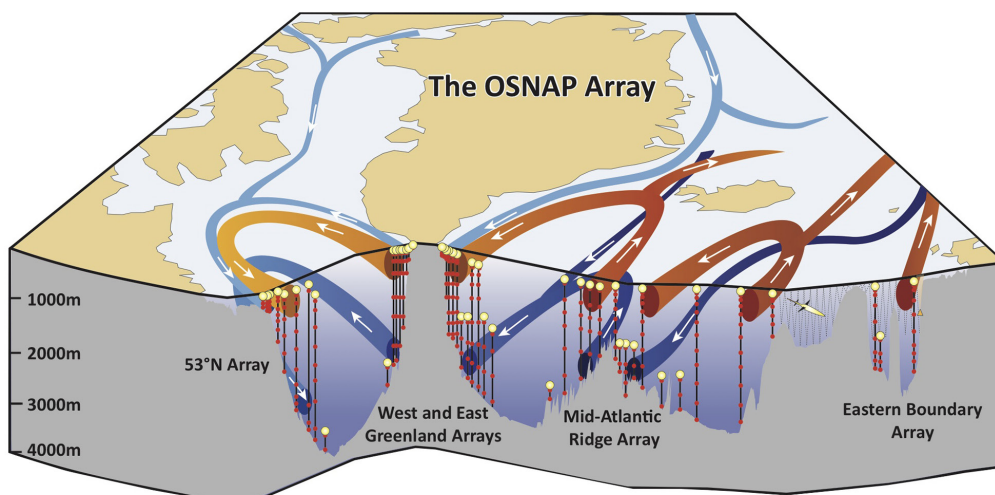 The OSNAP Array
1000m
2000m
3000m
4000m
53°N Array
West and East
Greenland Arrays
Mid-Atlantic
Ridge Array
Eastern Boundary
Array